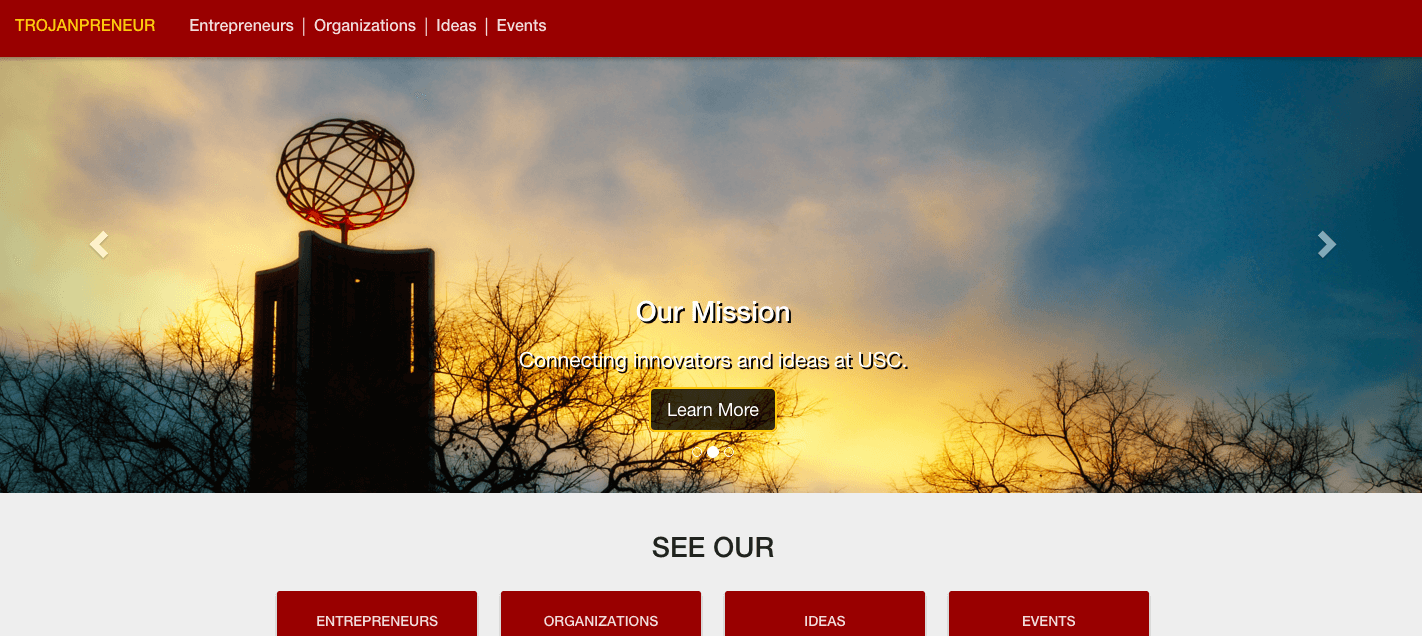 TROJANPRENEUR Entrepreneurs | Organizations | Ideas | Events
Our Mission
Connecting innovators and ideas at USC.
Learn More
SEE OUR
ENTREPRENEURS ORGANIZATIONS IDEAS EVENTS